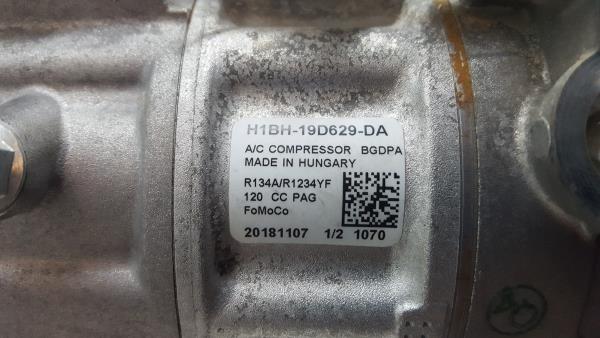 H1BH-19D629-DA
A/C COMPRESSOR BGDPA
MADE IN HUNGARY
R134A/R1234YF
120 CC PAG
FoMoCo
20181107 1/2 1070